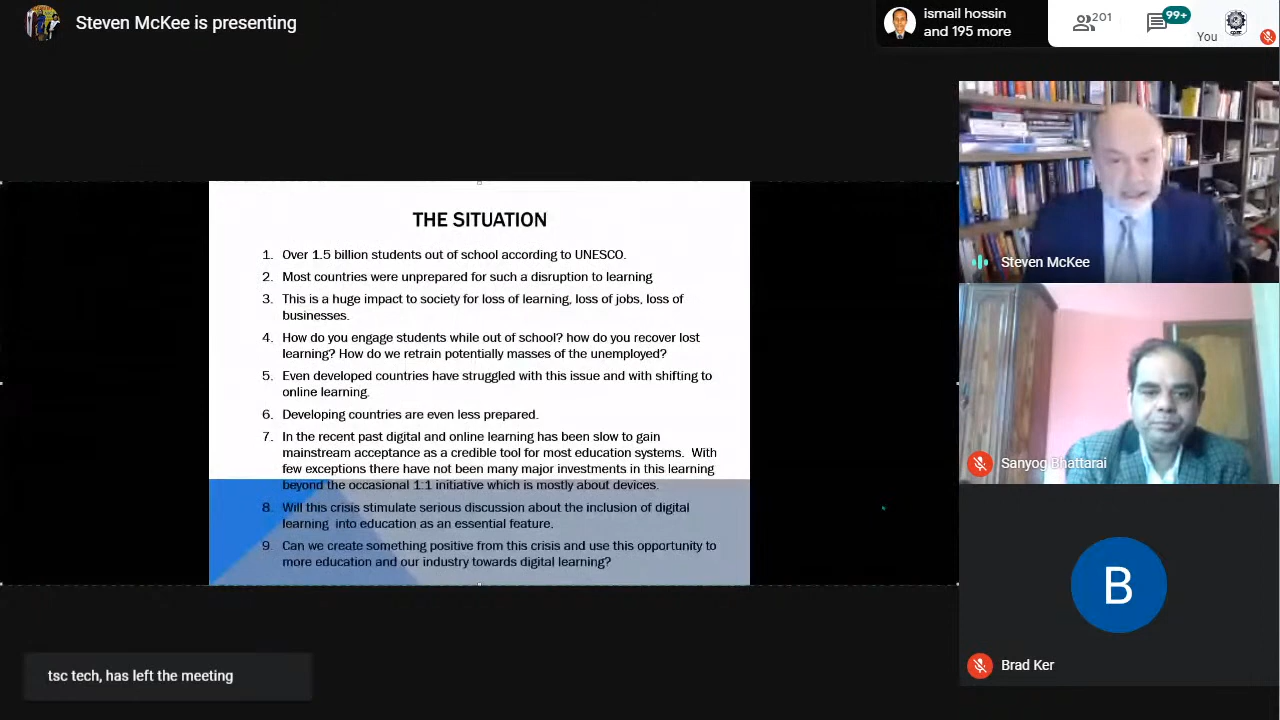 Steven McKee is presenting
ismail hossin
and 195 more
201
99+
You
THE SITUATION
1. Over 1.5 billion students out of school according to UNESCO.
2. Most countries were unprepared for such a disruption to learning
3. This is a huge impact to society for loss of learning, loss of jobs, loss of
businesses.
4. How do you engage students while out of school? how do you recover lost
learning? How do we retrain potentially masses of the unemployed?
5. Even developed countries have struggled with this issue and with shifting to
online learning.
6. Developing countries are even less prepared.
7. In the recent past digital and online learning has been slow to gain
mainstream acceptance as a credible tool for most education systems. With
few exceptions there have not been many major investments in this learning
beyond the occasional 1:1 initiative which is mostly about devices.
8. Will this crisis stimulate serious discussion about the inclusion of digital
learning into education as an essential feature.
9. Can we create something positive from this crisis and use this opportunity to
more education and our industry towards digital learning?
Steven McKee
Sanyog Bhattarai
B
Brad Ker
tsc tech, has left the meeting